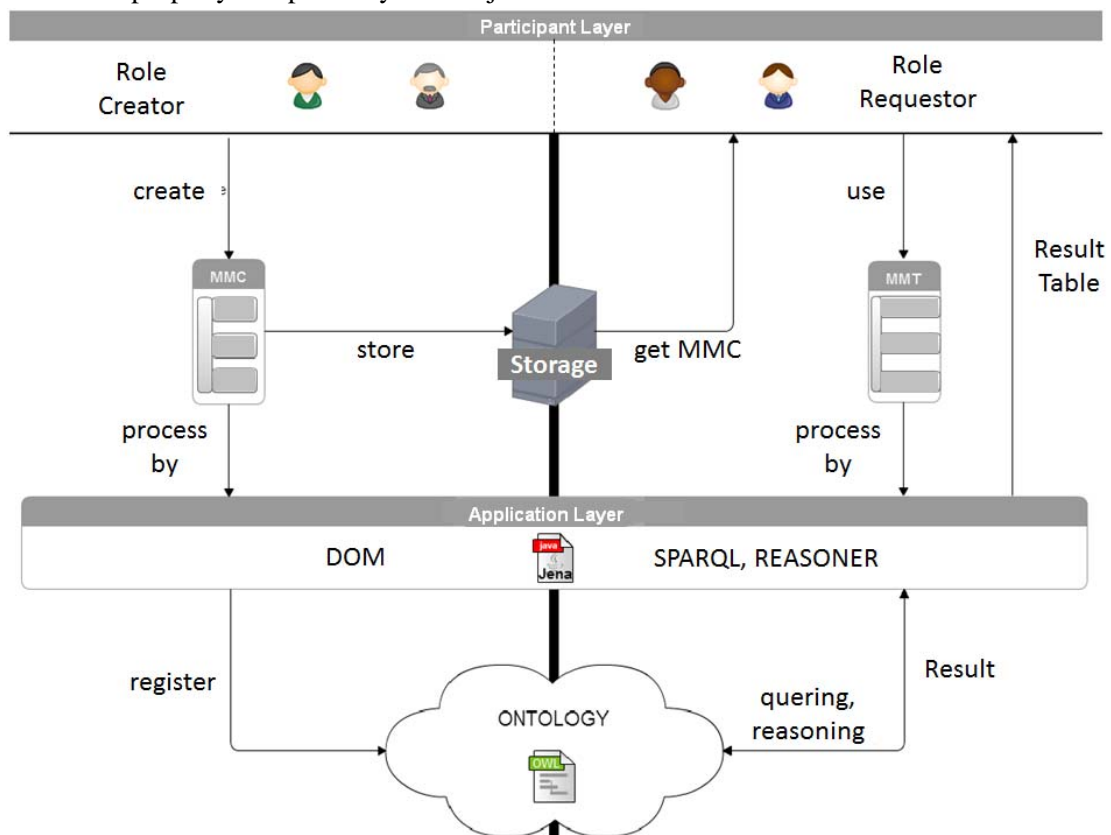 Participant Layer
Role
Creator
Role
Requestor
create
use
MMC
MMT
Result
Table
store
Storage
get MMC
process
by
process
by
Application Layer
DOM
java
Jena
SPARQL, REASONER
register
ONTOLOGY
OWL
quering,
reasoning
Result